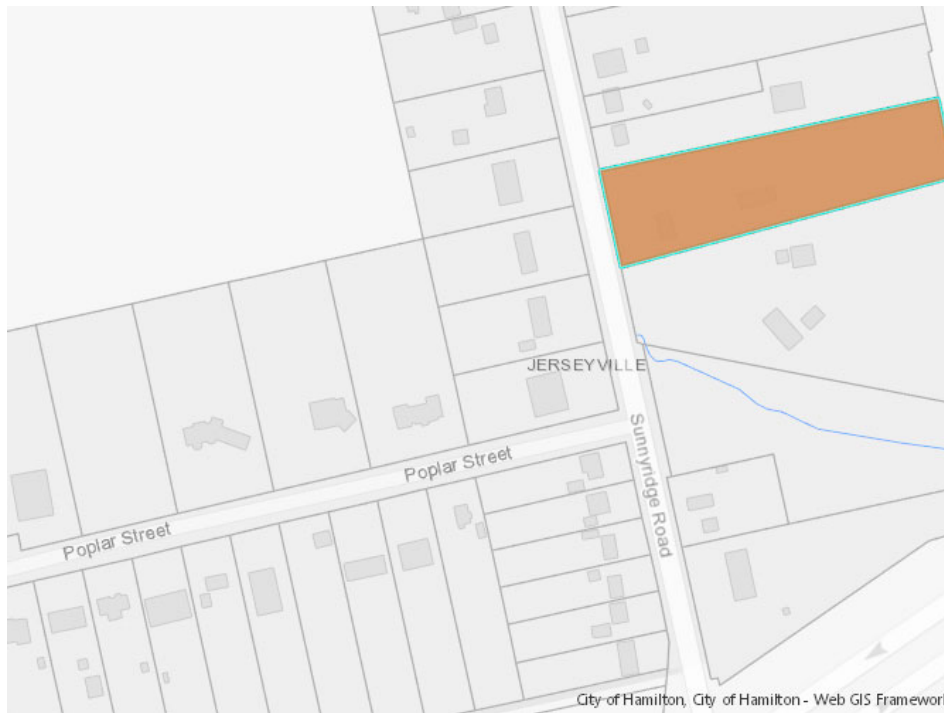 JERSEYVILLE
Poplar Street
Sunnyridge Road
Poplar Street
City of Hamilton, City of Hamilton - Web GIS Framework